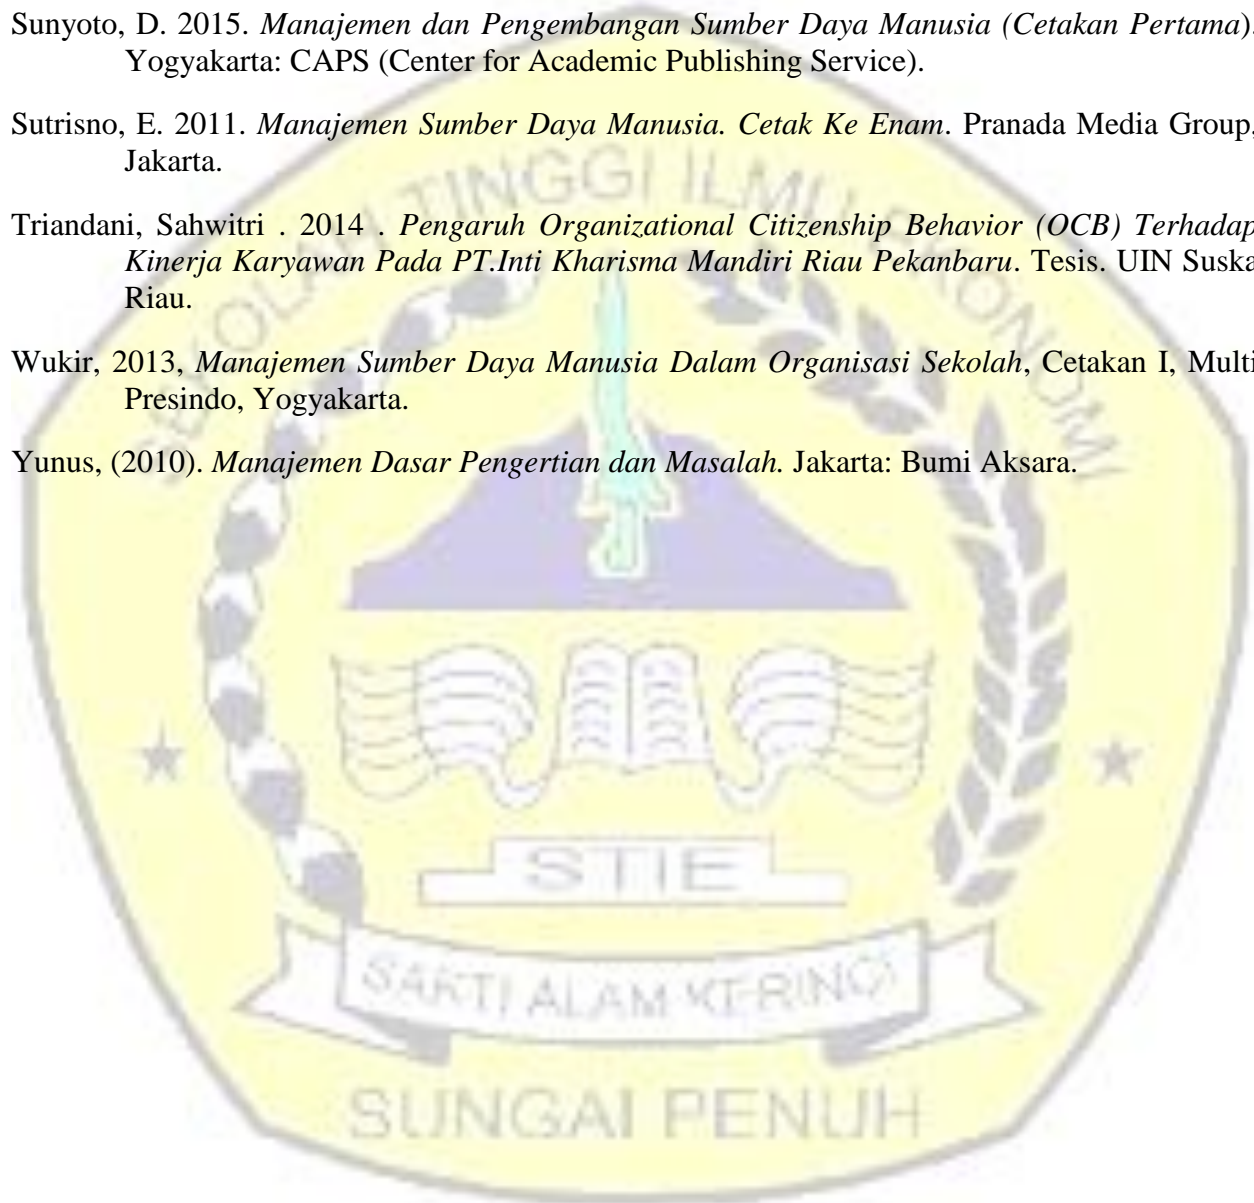 Sunyoto, D. 2015. Manajemen dan Pengembangan Sumber Daya Manusia (Cetakan Pertama).
Yogyakarta: CAPS (Center for Academic Publishing Service).
Sutrisno, E. 2011. Manajemen Sumber Daya Manusia. Cetak Ke Enam. Pranada Media Group,
Jakarta.
Triandani, Sahwitri . 2014 . Pengaruh Organizational Citizenship Behavior (OCB) Terhadap
Kinerja Karyawan Pada PT.Inti Kharisma Mandiri Riau Pekanbaru. Tesis. UIN Suska
Riau.
Wukir, 2013, Manajemen Sumber Daya Manusia Dalam Organisasi Sekolah, Cetakan I, Multi
Presindo, Yogyakarta.
Yunus, (2010). Manajemen Dasar Pengertian dan Masalah. Jakarta: Bumi Aksara.
SEKOLAH TINGGI ILMU EKONOMI
STIE
SAKTI ALAM KERINCI
SUNGAI PENUH